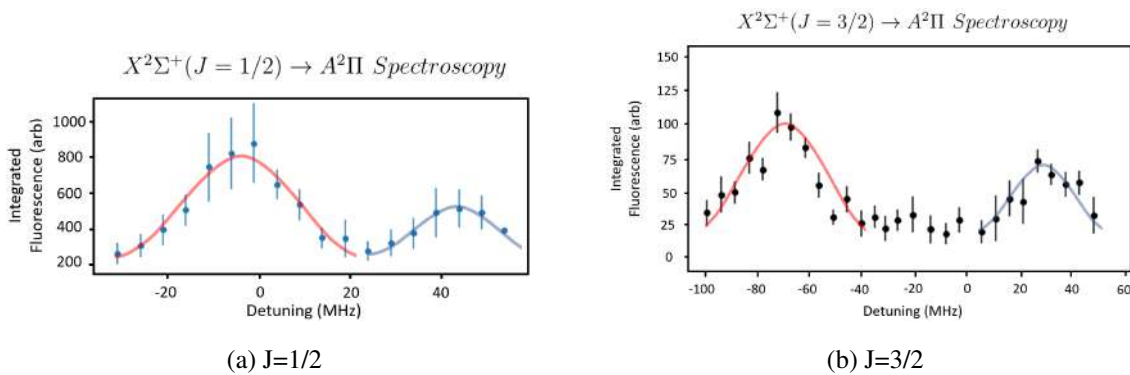 X²Σ⁺(J = 1/2) → A²Π Spectroscopy
Integrated
Fluorescence (arb)
1000
800
600
400
200
-20
0
20
40
Detuning (MHz)
(a) J=1/2
X²Σ⁺(J = 3/2) → A²Π Spectroscopy
Integrated
Fluorescence (arb)
150
125
100
75
50
25
0
-100
-80
-60
-40
-20
0
20
40
60
Detuning (MHz)
(b) J=3/2